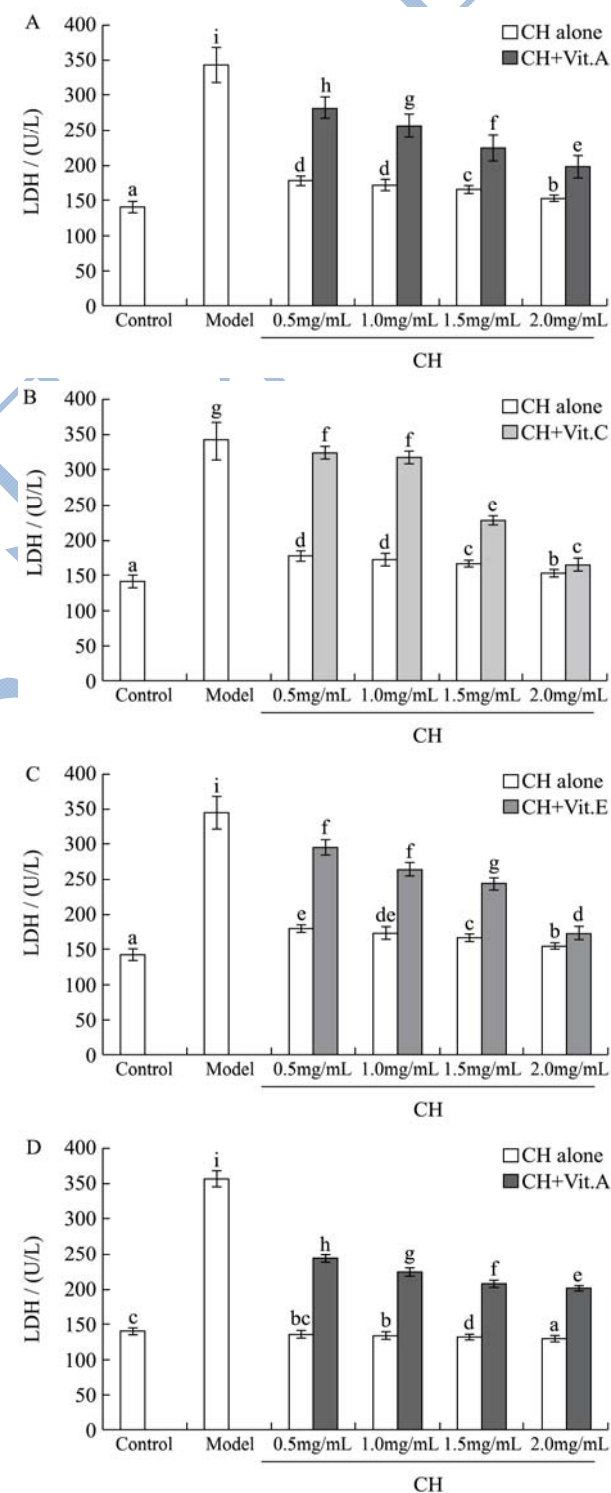 A
400
350
300
250
200
150
100
50
0
LDH / (U/L)
CH alone
CH+Vit.A
a
i
d
h
d
g
c
f
b
e
Control Model 0.5mg/mL 1.0mg/mL 1.5mg/mL 2.0mg/mL
CH
B
400
350
300
250
200
150
100
50
0
LDH / (U/L)
CH alone
CH+Vit.C
a
g
d
f
d
f
c
e
b
c
Control Model 0.5mg/mL 1.0mg/mL 1.5mg/mL 2.0mg/mL
CH
C
400
350
300
250
200
150
100
50
0
LDH / (U/L)
CH alone
CH+Vit.E
a
i
e
f
de
f
c
g
b
d
Control Model 0.5mg/mL 1.0mg/mL 1.5mg/mL 2.0mg/mL
CH
D
400
350
300
250
200
150
100
50
0
LDH / (U/L)
CH alone
CH+Vit.A
c
i
bc
h
b
g
d
f
a
e
Control Model 0.5mg/mL 1.0mg/mL 1.5mg/mL 2.0mg/mL
CH